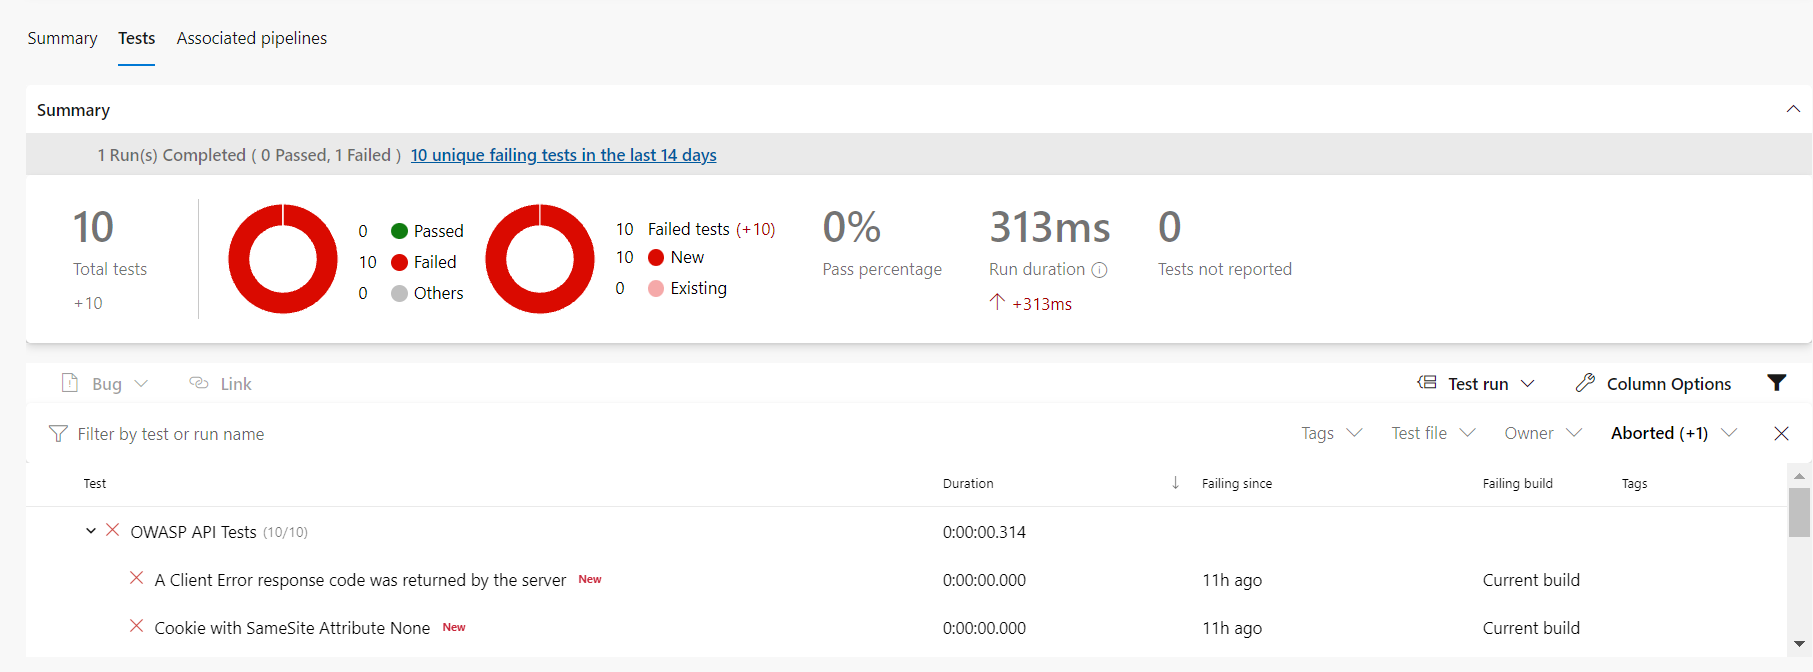 Summary Tests Associated pipelines
Summary
1 Run(s) Completed ( 0 Passed, 1 Failed ) 10 unique failing tests in the last 14 days
10
Total tests
+10
0 Passed
10 Failed
0 Others
10 Failed tests (+10)
10 New
0 Existing
0%
Pass percentage
313ms
Run duration
+313ms
0
Tests not reported
Bug Link Test run Column Options
Filter by test or run name Tags Test file Owner Aborted (+1)
Test Duration Failing since Failing build Tags
OWASP API Tests (10/10) 0:00:00.314
A Client Error response code was returned by the server New 0:00:00.000 11h ago Current build
Cookie with SameSite Attribute None New 0:00:00.000 11h ago Current build